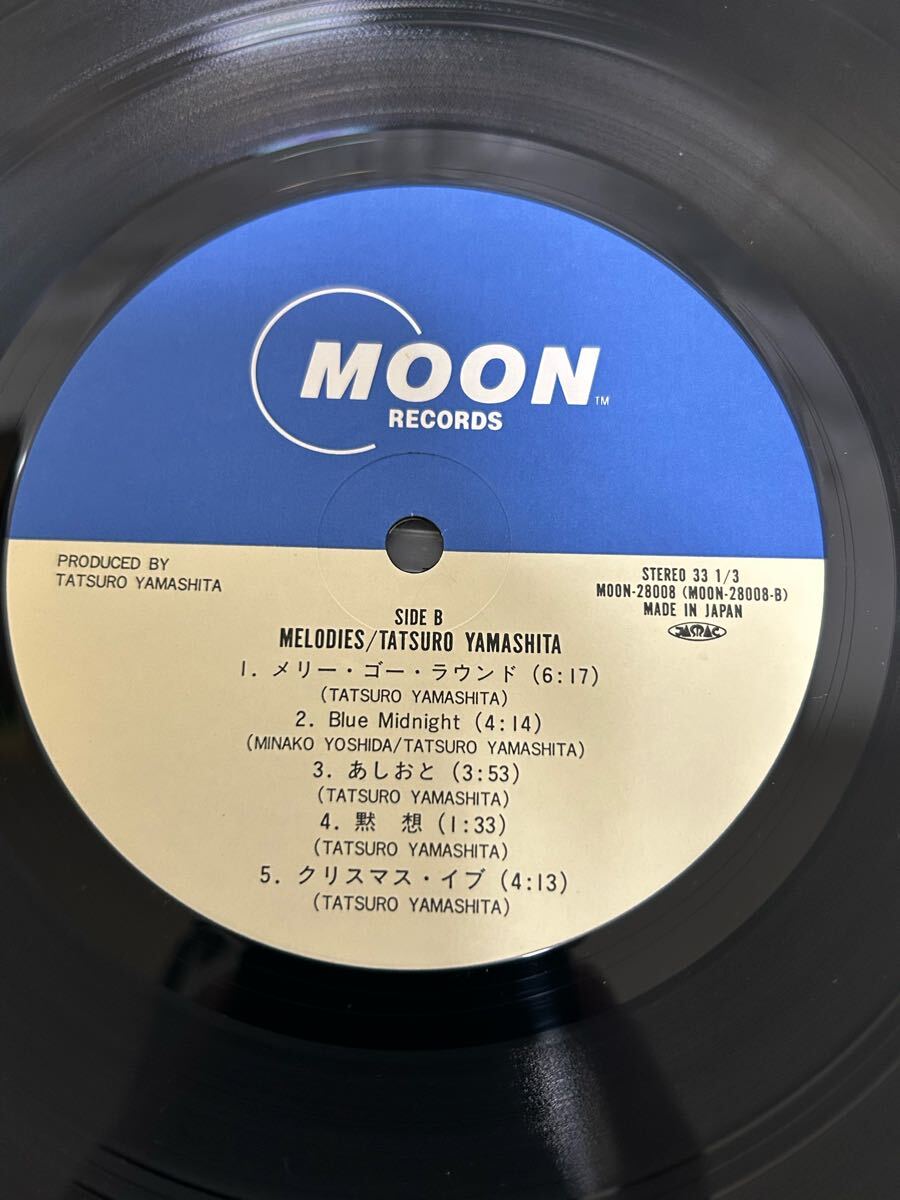 MOON TM
RECORDS
PRODUCED BY
TATSURO YAMASHITA
STEREO 33 1/3
MOON-28008 (MOON-28008-B)
MADE IN JAPAN
JASRAC
SIDE B
MELODIES/TATSURO YAMASHITA
1. メリー・ゴー・ラウンド (6:17)
(TATSURO YAMASHITA)
2. Blue Midnight (4:14)
(MINAKO YOSHIDA/TATSURO YAMASHITA)
3. あしおと (3:53)
(TATSURO YAMASHITA)
4. 黙 想 (1:33)
(TATSURO YAMASHITA)
5. クリスマス・イブ (4:13)
(TATSURO YAMASHITA)